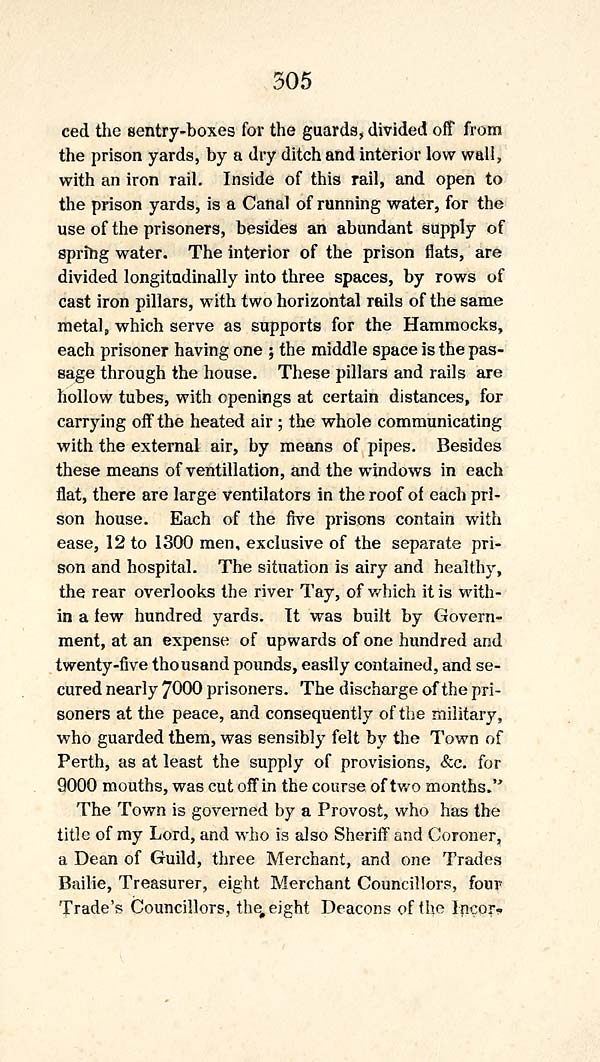 305
ced the sentry-boxes for the guards, divided off from
the prison yards, by a dry ditch and interior low wall,
with an iron rail. Inside of this rail, and open to
the prison yards, is a Canal of running water, for the
use of the prisoners, besides an abundant supply of
spring water. The interior of the prison flats, are
divided longitudinally into three spaces, by rows of
cast iron pillars, with two horizontal rails of the same
metal, which serve as supports for the Hammocks,
each prisoner having one ; the middle space is the pas-
sage through the house. These pillars and rails are
hollow tubes, with openings at certain distances, for
carrying off the heated air ; the whole communicating
with the external air, by means of pipes. Besides
these means of ventillation, and the windows in each
flat, there are large ventilators in the roof of each pri-
son house. Each of the five prisons contain with
ease, 12 to 1300 men, exclusive of the separate pri-
son and hospital. The situation is airy and healthy,
the rear overlooks the river Tay, of which it is with-
in a few hundred yards. It was built by Govern-
ment, at an expense of upwards of one hundred and
twenty-five thousand pounds, easily contained, and se-
cured nearly 7000 prisoners. The discharge of the pri-
soners at the peace, and consequently of the military,
who guarded them, was sensibly felt by the Town of
Perth, as at least the supply of provisions, &c. for
9000 mouths, was cut off in the course of two months."
The Town is governed by a Provost, who has the
title of my Lord, and who is also Sheriff and Coroner,
a Dean of Guild, three Merchant, and one Trades
Bailie, Treasurer, eight Merchant Councillors, four
Trade's Councillors, the eight Deacons of the Incor-